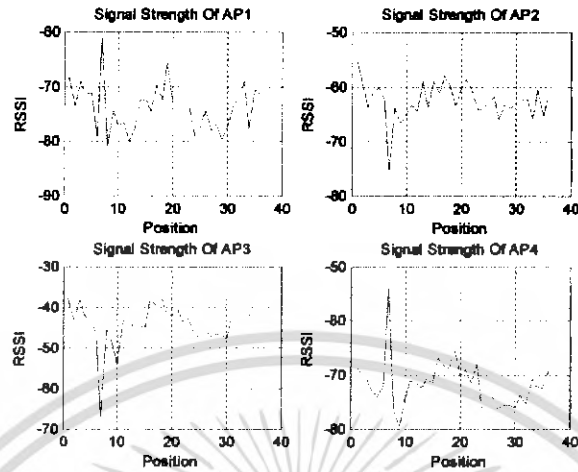 Signal Strength Of AP1
-60
-70
-80
-90
RSSI
0 10 20 30 40
Position
Signal Strength Of AP2
-50
-60
-70
-80
RSSI
0 10 20 30 40
Position
Signal Strength Of AP3
-30
-40
-50
-60
-70
RSSI
0 10 20 30 40
Position
Signal Strength Of AP4
-50
-60
-70
-80
RSSI
0 10 20 30 40
Position